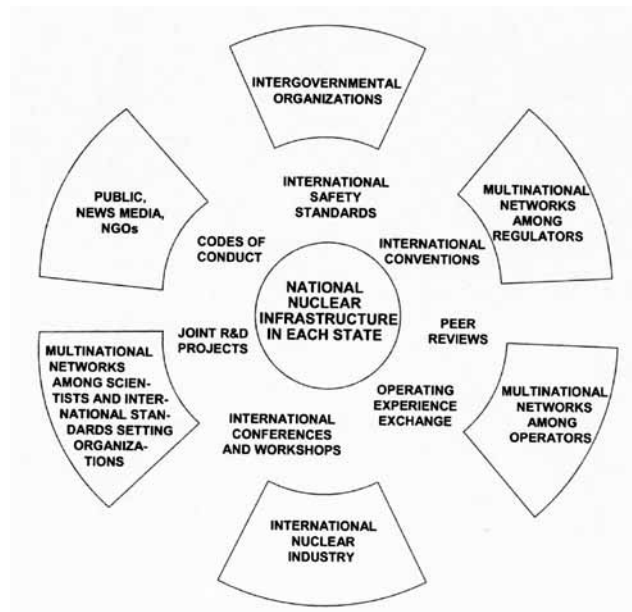 INTERGOVERNMENTAL
ORGANIZATIONS
PUBLIC,
NEWS MEDIA,
NGOs
INTERNATIONAL
SAFETY
STANDARDS
MULTINATIONAL
NETWORKS
AMONG
REGULATORS
CODES OF
CONDUCT
INTERNATIONAL
CONVENTIONS
NATIONAL
NUCLEAR
INFRASTRUCTURE
IN EACH STATE
JOINT R&D
PROJECTS
PEER
REVIEWS
MULTINATIONAL
NETWORKS
AMONG SCIEN-
TISTS AND INTER-
NATIONAL STAN-
DARDS SETTING
ORGANIZA-
TIONS
OPERATING
EXPERIENCE
EXCHANGE
MULTINATIONAL
NETWORKS
AMONG
OPERATORS
INTERNATIONAL
CONFERENCES
AND WORKSHOPS
INTERNATIONAL
NUCLEAR
INDUSTRY